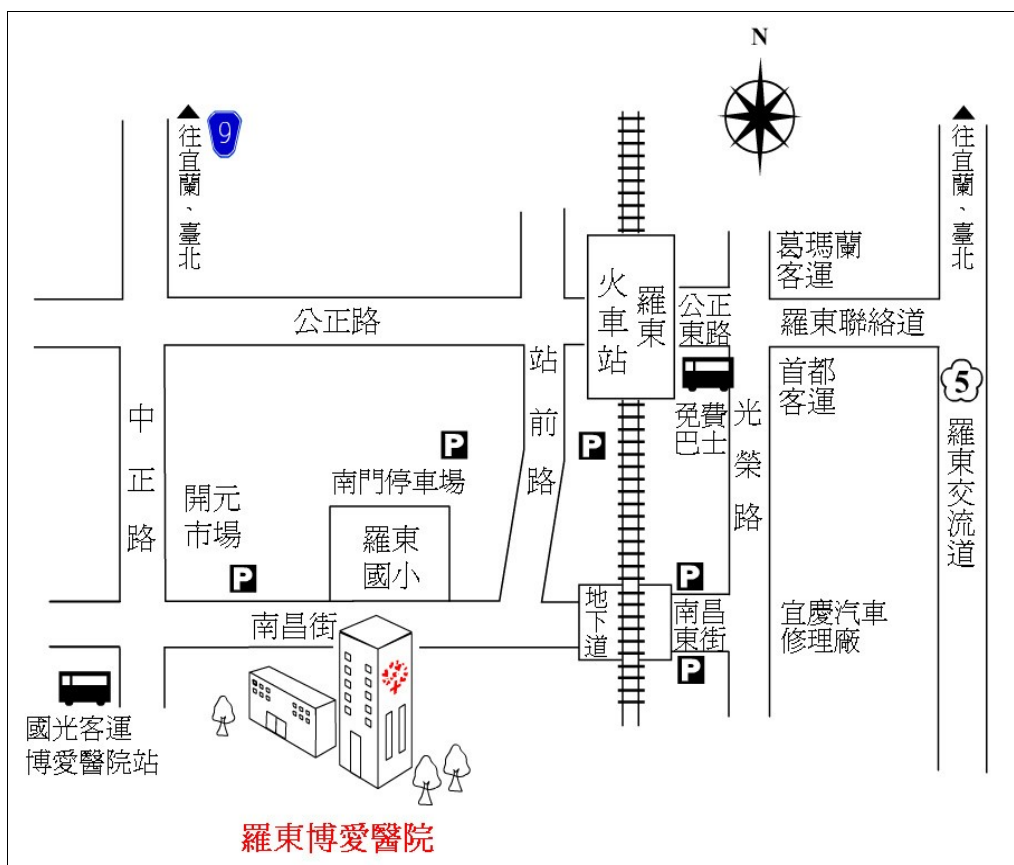 N
9
往宜蘭、臺北
往宜蘭、臺北
葛瑪蘭
客運
羅東
火車站
公正路
公正
東路
羅東聯絡道
站前路
首都
客運
5
免費
巴士
光榮路
中正路
P
P
南門停車場
開元
市場
羅東交流道
羅東
國小
P
P
地下道
南昌
東街
宜慶汽車
修理廠
南昌街
P
國光客運
博愛醫院站
羅東博愛醫院